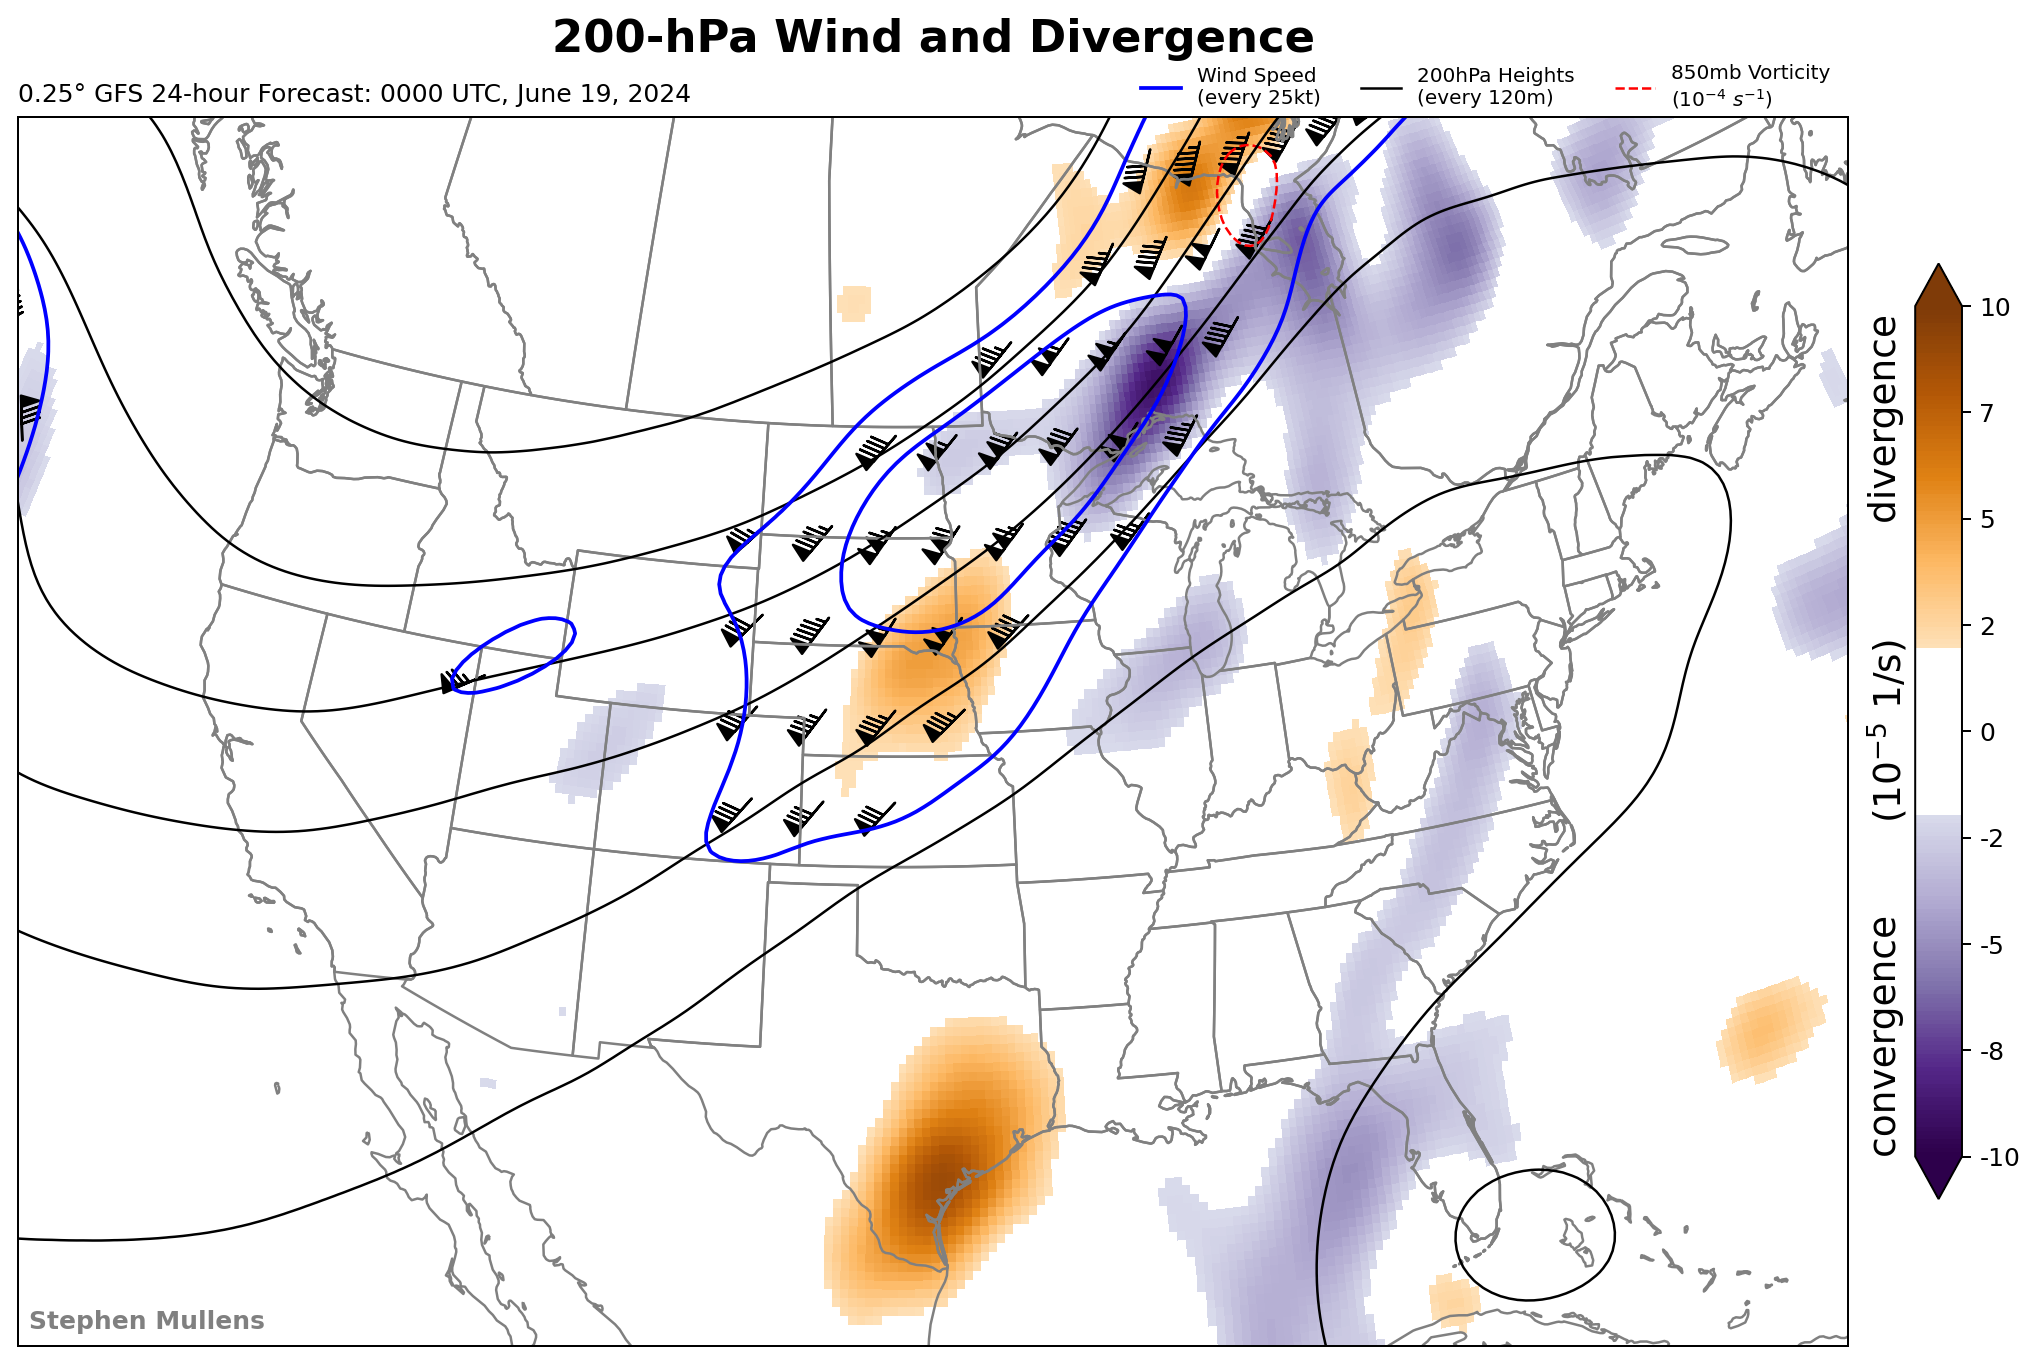 200-hPa Wind and Divergence
0.25° GFS 24-hour Forecast: 0000 UTC, June 19, 2024
Wind Speed
(every 25kt)
200hPa Heights
(every 120m)
850mb Vorticity
(10⁻⁴ s⁻¹)
10
7
5
2
0
-2
-5
-8
-10
convergence (10⁻⁵ 1/s) divergence
Stephen Mullens